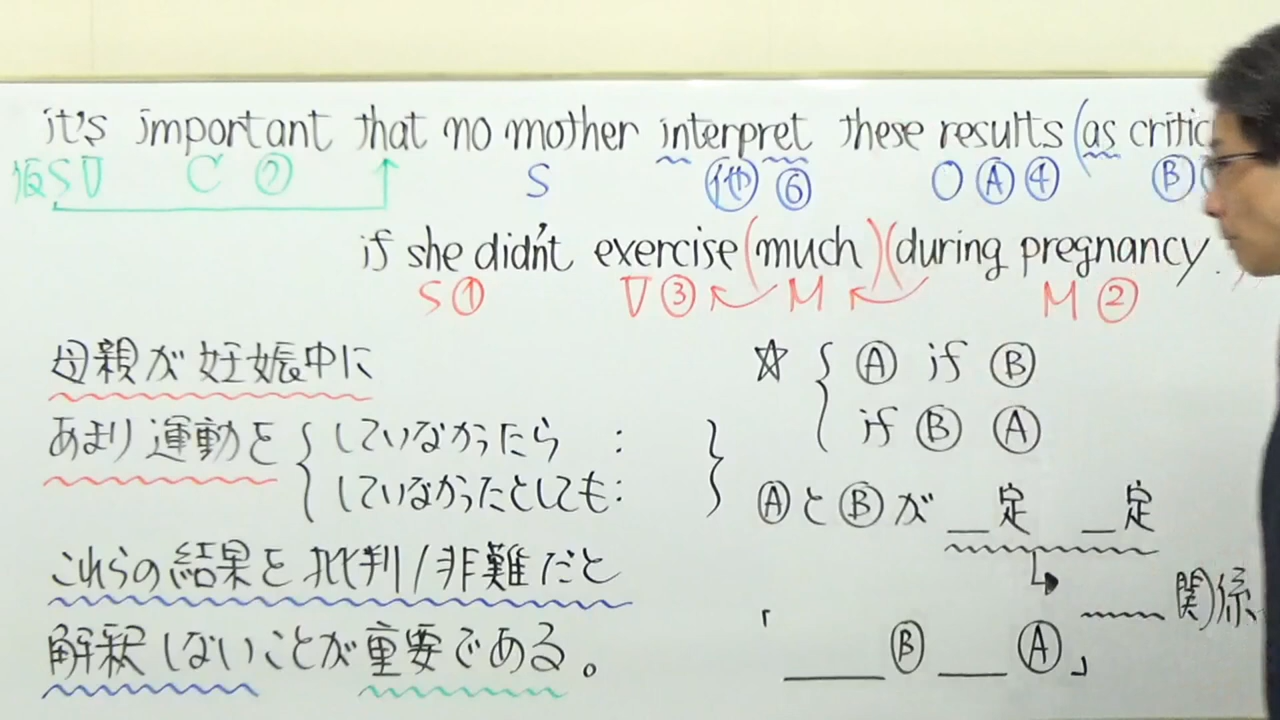 it's important that no mother interpret these results (as critic
仮S V C ⑦ S 他 ⑥ O Ⓐ ④ Ⓑ
if she didn't exercise (much) (during pregnancy.
S ① V ③ M M ②
母親が妊娠中に
あまり運動を { していなかったら :
していなかったとしても: }
これらの結果を批判/非難だと
解釈しないことが重要である。
☆ { Ⓐ if Ⓑ
if Ⓑ Ⓐ
ⒶとⒷが __定 __定
関係
「 ____Ⓑ ___ Ⓐ」